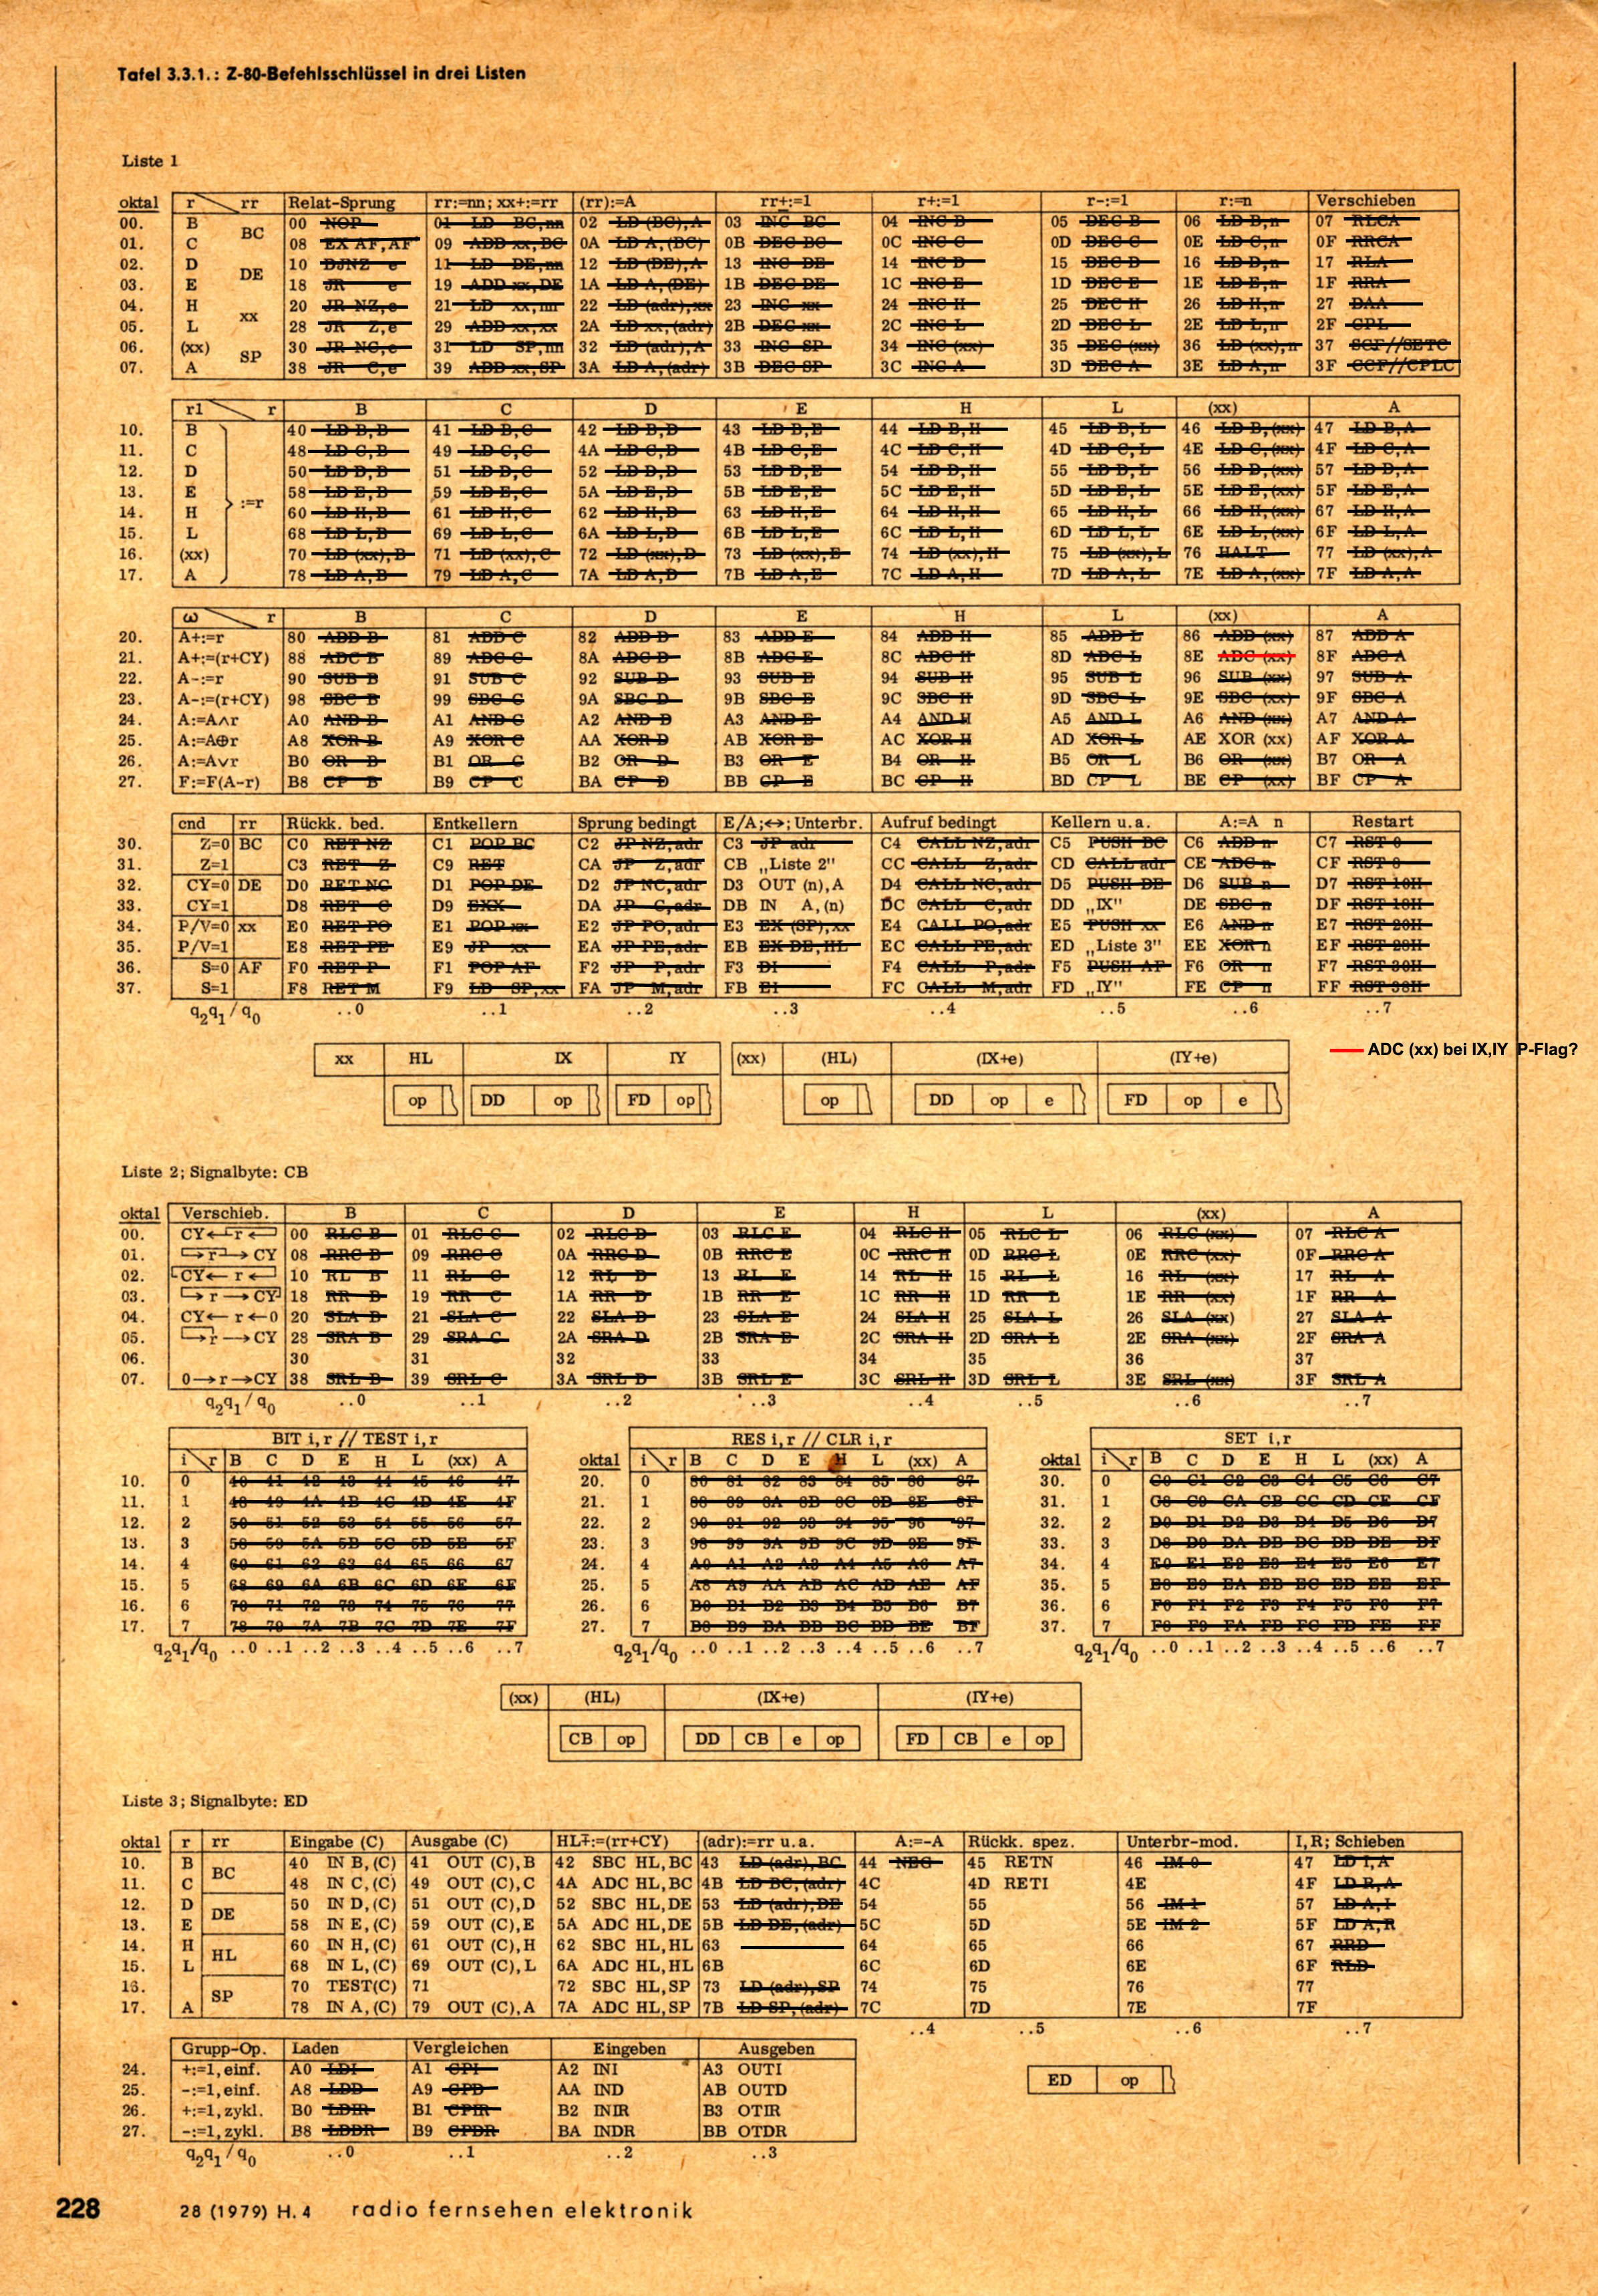 Tafel 3.3.1.: Z-80-Befehlsschlüssel in drei Listen
Liste 1
oktal r rr Relat-Sprung rr:=nn; xx+:=rr (rr):=A rr±:=1 r+:=1 r-:=1 r:=n Verschieben
00. B BC 00 NOP 01 LD BC,nn 02 LD (BC),A 03 INC BC 04 INC B 05 DEC B 06 LD B,n 07 RLCA
01. C 08 EX AF,AF' 09 ADD xx,BC 0A LD A,(BC) 0B DEC BC 0C INC C 0D DEC C 0E LD C,n 0F RRCA
02. D DE 10 DJNZ e 11 LD DE,nn 12 LD (DE),A 13 INC DE 14 INC D 15 DEC D 16 LD D,n 17 RLA
03. E 18 JR e 19 ADD xx,DE 1A LD A,(DE) 1B DEC DE 1C INC E 1D DEC E 1E LD E,n 1F RRA
04. H xx 20 JR NZ,e 21 LD xx,nn 22 LD (adr),xx 23 INC xx 24 INC H 25 DEC H 26 LD H,n 27 DAA
05. L 28 JR Z,e 29 ADD xx,xx 2A LD xx,(adr) 2B DEC xx 2C INC L 2D DEC L 2E LD L,n 2F CPL
06. (xx) SP 30 JR NC,e 31 LD SP,nn 32 LD (adr),A 33 INC SP 34 INC (xx) 35 DEC (xx) 36 LD (xx),n 37 SCF//SETC
07. A 38 JR C,e 39 ADD xx,SP 3A LD A,(adr) 3B DEC SP 3C INC A 3D DEC A 3E LD A,n 3F CCF//CPLC
r1 r B C D E H L (xx) A
10. B 40 LD B,B 41 LD B,C 42 LD B,D 43 LD B,E 44 LD B,H 45 LD B,L 46 LD B,(xx) 47 LD B,A
11. C 48 LD C,B 49 LD C,C 4A LD C,D 4B LD C,E 4C LD C,H 4D LD C,L 4E LD C,(xx) 4F LD C,A
12. D 50 LD D,B 51 LD D,C 52 LD D,D 53 LD D,E 54 LD D,H 55 LD D,L 56 LD D,(xx) 57 LD D,A
13. E 58 LD E,B 59 LD E,C 5A LD E,D 5B LD E,E 5C LD E,H 5D LD E,L 5E LD E,(xx) 5F LD E,A
14. H :=r 60 LD H,B 61 LD H,C 62 LD H,D 63 LD H,E 64 LD H,H 65 LD H,L 66 LD H,(xx) 67 LD H,A
15. L 68 LD L,B 69 LD L,C 6A LD L,D 6B LD L,E 6C LD L,H 6D LD L,L 6E LD L,(xx) 6F LD L,A
16. (xx) 70 LD (xx),B 71 LD (xx),C 72 LD (xx),D 73 LD (xx),E 74 LD (xx),H 75 LD (xx),L 76 HALT 77 LD (xx),A
17. A 78 LD A,B 79 LD A,C 7A LD A,D 7B LD A,E 7C LD A,H 7D LD A,L 7E LD A,(xx) 7F LD A,A
ω r B C D E H L (xx) A
20. A+:=r 80 ADD B 81 ADD C 82 ADD D 83 ADD E 84 ADD H 85 ADD L 86 ADD (xx) 87 ADD A
21. A+:=(r+CY) 88 ADC B 89 ADC C 8A ADC D 8B ADC E 8C ADC H 8D ADC L 8E ADC (xx) 8F ADC A
22. A-:=r 90 SUB B 91 SUB C 92 SUB D 93 SUB E 94 SUB H 95 SUB L 96 SUB (xx) 97 SUB A
23. A-:=(r+CY) 98 SBC B 99 SBC C 9A SBC D 9B SBC E 9C SBC H 9D SBC L 9E SBC (xx) 9F SBC A
24. A:=A∧r A0 AND B A1 AND C A2 AND D A3 AND E A4 AND H A5 AND L A6 AND (xx) A7 AND A
25. A:=A⊕r A8 XOR B A9 XOR C AA XOR D AB XOR E AC XOR H AD XOR L AE XOR (xx) AF XOR A
26. A:=A∨r B0 OR B B1 OR C B2 OR D B3 OR E B4 OR H B5 OR L B6 OR (xx) B7 OR A
27. F:=F(A-r) B8 CP B B9 CP C BA CP D BB CP E BC CP H BD CP L BE CP (xx) BF CP A
cnd rr Rückk. bed. Entkellern Sprung bedingt E/A;↔; Unterbr. Aufruf bedingt Kellern u.a. A:=A n Restart
30. Z=0 BC C0 RET NZ C1 POP BC C2 JP NZ,adr C3 JP adr C4 CALL NZ,adr C5 PUSH BC C6 ADD n C7 RST 0
31. Z=1 C3 RET Z C9 RET CA JP Z,adr CB „Liste 2" CC CALL Z,adr CD CALL adr CE ADC n CF RST 8
32. CY=0 DE D0 RET NC D1 POP DE D2 JP NC,adr D3 OUT (n),A D4 CALL NC,adr D5 PUSH DE D6 SUB n D7 RST 10H
33. CY=1 D8 RET C D9 EXX DA JP C,adr DB IN A,(n) DC CALL C,adr DD „IX" DE SBC n DF RST 18H
34. P/V=0 xx E0 RET PO E1 POP xx E2 JP PO,adr E3 EX (SP),xx E4 CALL PO,adr E5 PUSH xx E6 AND n E7 RST 20H
35. P/V=1 E8 RET PE E9 JP xx EA JP PE,adr EB EX DE,HL EC CALL PE,adr ED „Liste 3" EE XOR n EF RST 28H
36. S=0 AF F0 RET P F1 POP AF F2 JP P,adr F3 DI F4 CALL P,adr F5 PUSH AF F6 OR n F7 RST 30H
37. S=1 F8 RET M F9 LD SP,xx FA JP M,adr FB EI FC CALL M,adr FD „IY" FE CP n FF RST 38H
q2q1/q0 ..0 ..1 ..2 ..3 ..4 ..5 ..6 ..7
xx HL IX IY (xx) (HL) (IX+e) (IY+e)
ADC (xx) bei IX,IY P-Flag?
op DD op FD op op DD op e FD op e
Liste 2; Signalbyte: CB
oktal Verschieb. B C D E H L (xx) A
00. CY←r← 00 RLC B 01 RLC C 02 RLC D 03 RLC E 04 RLC H 05 RLC L 06 RLC (xx) 07 RLC A
01. →r→CY 08 RRC B 09 RRC C 0A RRC D 0B RRC E 0C RRC H 0D RRC L 0E RRC (xx) 0F RRC A
02. CY←r← 10 RL B 11 RL C 12 RL D 13 RL E 14 RL H 15 RL L 16 RL (xx) 17 RL A
03. →r→CY 18 RR B 19 RR C 1A RR D 1B RR E 1C RR H 1D RR L 1E RR (xx) 1F RR A
04. CY←r←0 20 SLA B 21 SLA C 22 SLA D 23 SLA E 24 SLA H 25 SLA L 26 SLA (xx) 27 SLA A
05. →r→CY 28 SRA B 29 SRA C 2A SRA D 2B SRA E 2C SRA H 2D SRA L 2E SRA (xx) 2F SRA A
06. 30 31 32 33 34 35 36 37
07. 0→r→CY 38 SRL B 39 SRL C 3A SRL D 3B SRL E 3C SRL H 3D SRL L 3E SRL (xx) 3F SRL A
q2q1/q0 ..0 ..1 ..2 ..3 ..4 ..5 ..6 ..7
BIT i,r // TEST i,r RES i,r // CLR i,r SET i,r
i r B C D E H L (xx) A oktal i r B C D E H L (xx) A oktal i r B C D E H L (xx) A
10. 0 40 41 42 43 44 45 46 47 20. 0 80 81 82 83 84 85 86 87 30. 0 C0 C1 C2 C3 C4 C5 C6 C7
11. 1 48 49 4A 4B 4C 4D 4E 4F 21. 1 88 89 8A 8B 8C 8D 8E 8F 31. 1 C8 C9 CA CB CC CD CE CF
12. 2 50 51 52 53 54 55 56 57 22. 2 90 91 92 93 94 95 96 97 32. 2 D0 D1 D2 D3 D4 D5 D6 D7
13. 3 58 59 5A 5B 5C 5D 5E 5F 23. 3 98 99 9A 9B 9C 9D 9E 9F 33. 3 D8 D9 DA DB DC DD DE DF
14. 4 60 61 62 63 64 65 66 67 24. 4 A0 A1 A2 A3 A4 A5 A6 A7 34. 4 E0 E1 E2 E3 E4 E5 E6 E7
15. 5 68 69 6A 6B 6C 6D 6E 6F 25. 5 A8 A9 AA AB AC AD AE AF 35. 5 E8 E9 EA EB EC ED EE EF
16. 6 70 71 72 73 74 75 76 77 26. 6 B0 B1 B2 B3 B4 B5 B6 B7 36. 6 F0 F1 F2 F3 F4 F5 F6 F7
17. 7 78 79 7A 7B 7C 7D 7E 7F 27. 7 B8 B9 BA BB BC BD BE BF 37. 7 F8 F9 FA FB FC FD FE FF
q2q1/q0 ..0 ..1 ..2 ..3 ..4 ..5 ..6 ..7 q2q1/q0 ..0 ..1 ..2 ..3 ..4 ..5 ..6 ..7 q2q1/q0 ..0 ..1 ..2 ..3 ..4 ..5 ..6 ..7
(xx) (HL) (IX+e) (IY+e)
CB op DD CB e op FD CB e op
Liste 3; Signalbyte: ED
oktal r rr Eingabe (C) Ausgabe (C) HL∓:=(rr+CY) (adr):=rr u.a. A:=-A Rückk. spez. Unterbr-mod. I,R; Schieben
10. B BC 40 IN B,(C) 41 OUT (C),B 42 SBC HL,BC 43 LD (adr),BC 44 NEG 45 RETN 46 IM 0 47 LD I,A
11. C 48 IN C,(C) 49 OUT (C),C 4A ADC HL,BC 4B LD BC,(adr) 4C 4D RETI 4E 4F LD R,A
12. D DE 50 IN D,(C) 51 OUT (C),D 52 SBC HL,DE 53 LD (adr),DE 54 55 56 IM 1 57 LD A,I
13. E 58 IN E,(C) 59 OUT (C),E 5A ADC HL,DE 5B LD DE,(adr) 5C 5D 5E IM 2 5F LD A,R
14. H HL 60 IN H,(C) 61 OUT (C),H 62 SBC HL,HL 63 64 65 66 67 RRD
15. L 68 IN L,(C) 69 OUT (C),L 6A ADC HL,HL 6B 6C 6D 6E 6F RLD
16. SP 70 TEST(C) 71 72 SBC HL,SP 73 LD (adr),SP 74 75 76 77
17. A 78 IN A,(C) 79 OUT (C),A 7A ADC HL,SP 7B LD SP,(adr) 7C 7D 7E 7F
..4 ..5 ..6 ..7
Grupp-Op. Laden Vergleichen Eingeben Ausgeben
24. +:=1,einf. A0 LDI A1 CPI A2 INI A3 OUTI
ED op
25. -:=1,einf. A8 LDD A9 CPD AA IND AB OUTD
26. +:=1,zykl. B0 LDIR B1 CPIR B2 INIR B3 OTIR
27. -:=1,zykl. B8 LDDR B9 CPDR BA INDR BB OTDR
q2q1/q0 ..0 ..1 ..2 ..3
228 28 (1979) H. 4 radio fernsehen elektronik